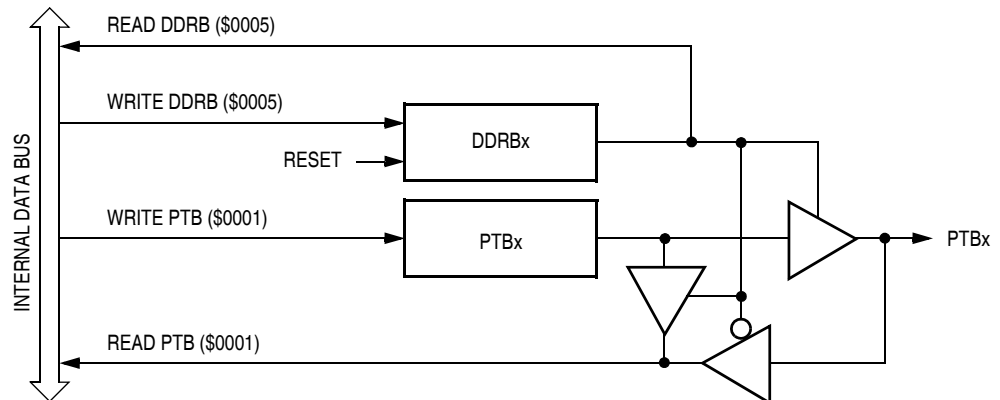 READ DDRB ($0005)
WRITE DDRB ($0005)
DDRBx
RESET
INTERNAL DATA BUS
WRITE PTB ($0001)
PTBx
PTBx
READ PTB ($0001)